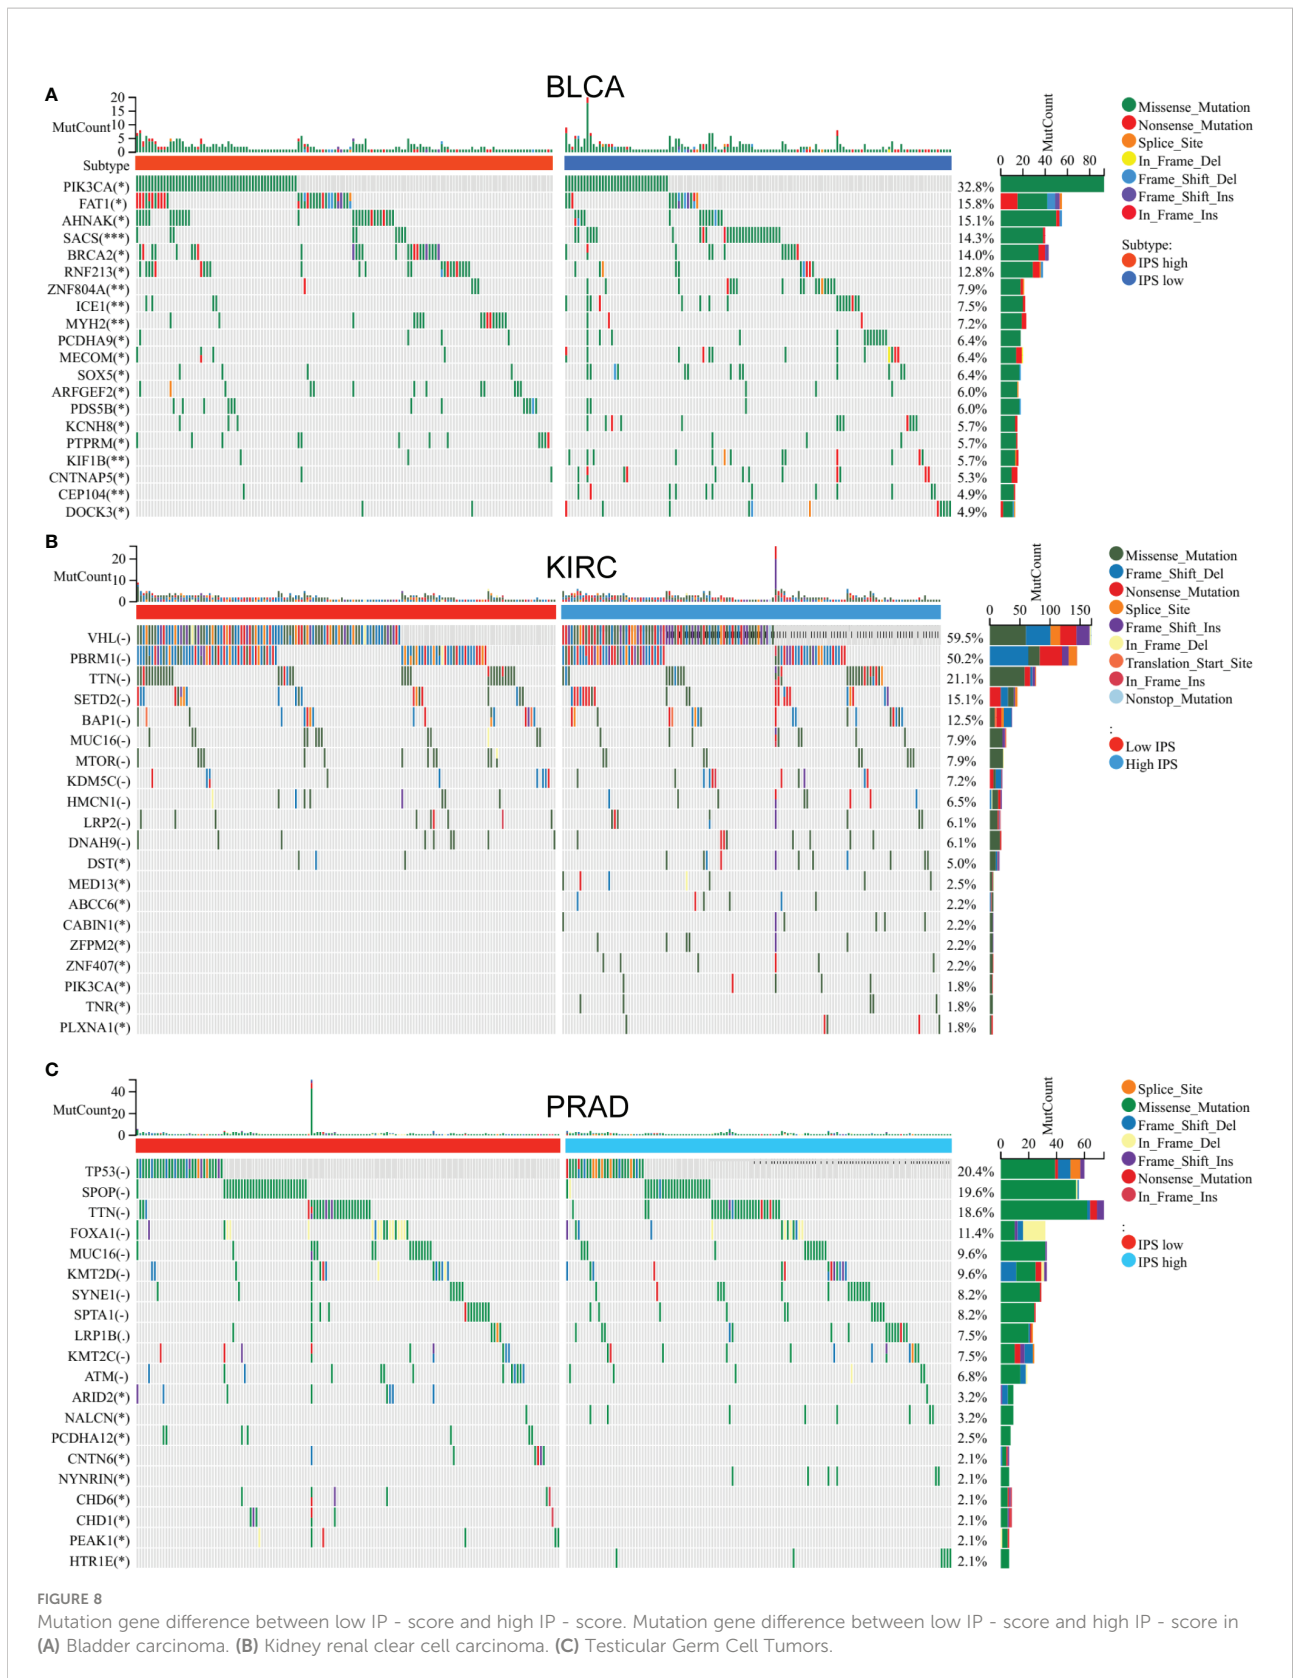 A
BLCA
20
15
10
5
0
MutCount
Subtype
MutCount
0 20 40 60 80
PIK3CA(*) 32.8%
FAT1(*) 15.8%
AHNAK(*) 15.1%
SACS(***) 14.3%
BRCA2(*) 14.0%
RNF213(*) 12.8%
ZNF804A(**) 7.9%
ICE1(**) 7.5%
MYH2(**) 7.2%
PCDHA9(*) 6.4%
MECOM(*) 6.4%
SOX5(*) 6.4%
ARFGEF2(*) 6.0%
PDS5B(*) 6.0%
KCNH8(*) 5.7%
PTPRM(*) 5.7%
KIF1B(**) 5.7%
CNTNAP5(*) 5.3%
CEP104(**) 4.9%
DOCK3(*) 4.9%
Missense_Mutation
Nonsense_Mutation
Splice_Site
In_Frame_Del
Frame_Shift_Del
Frame_Shift_Ins
In_Frame_Ins
Subtype:
IPS high
IPS low
B
KIRC
20
10
0
MutCount
MutCount
0 50 100 150
VHL(-) 59.5%
PBRM1(-) 50.2%
TTN(-) 21.1%
SETD2(-) 15.1%
BAP1(-) 12.5%
MUC16(-) 7.9%
MTOR(-) 7.9%
KDM5C(-) 7.2%
HMCN1(-) 6.5%
LRP2(-) 6.1%
DNAH9(-) 6.1%
DST(*) 5.0%
MED13(*) 2.5%
ABCC6(*) 2.2%
CABIN1(*) 2.2%
ZFPM2(*) 2.2%
ZNF407(*) 2.2%
PIK3CA(*) 1.8%
TNR(*) 1.8%
PLXNA1(*) 1.8%
Missense_Mutation
Frame_Shift_Del
Nonsense_Mutation
Splice_Site
Frame_Shift_Ins
In_Frame_Del
Translation_Start_Site
In_Frame_Ins
Nonstop_Mutation
:
Low IPS
High IPS
C
PRAD
40
20
0
MutCount
MutCount
0 20 40 60
TP53(-) 20.4%
SPOP(-) 19.6%
TTN(-) 18.6%
FOXA1(-) 11.4%
MUC16(-) 9.6%
KMT2D(-) 9.6%
SYNE1(-) 8.2%
SPTA1(-) 8.2%
LRP1B(.) 7.5%
KMT2C(-) 7.5%
ATM(-) 6.8%
ARID2(*) 3.2%
NALCN(*) 3.2%
PCDHA12(*) 2.5%
CNTN6(*) 2.1%
NYNRIN(*) 2.1%
CHD6(*) 2.1%
CHD1(*) 2.1%
PEAK1(*) 2.1%
HTR1E(*) 2.1%
Splice_Site
Missense_Mutation
Frame_Shift_Del
In_Frame_Del
Frame_Shift_Ins
Nonsense_Mutation
In_Frame_Ins
:
IPS low
IPS high
FIGURE 8
Mutation gene difference between low IP - score and high IP - score. Mutation gene difference between low IP - score and high IP - score in
(A) Bladder carcinoma. (B) Kidney renal clear cell carcinoma. (C) Testicular Germ Cell Tumors.